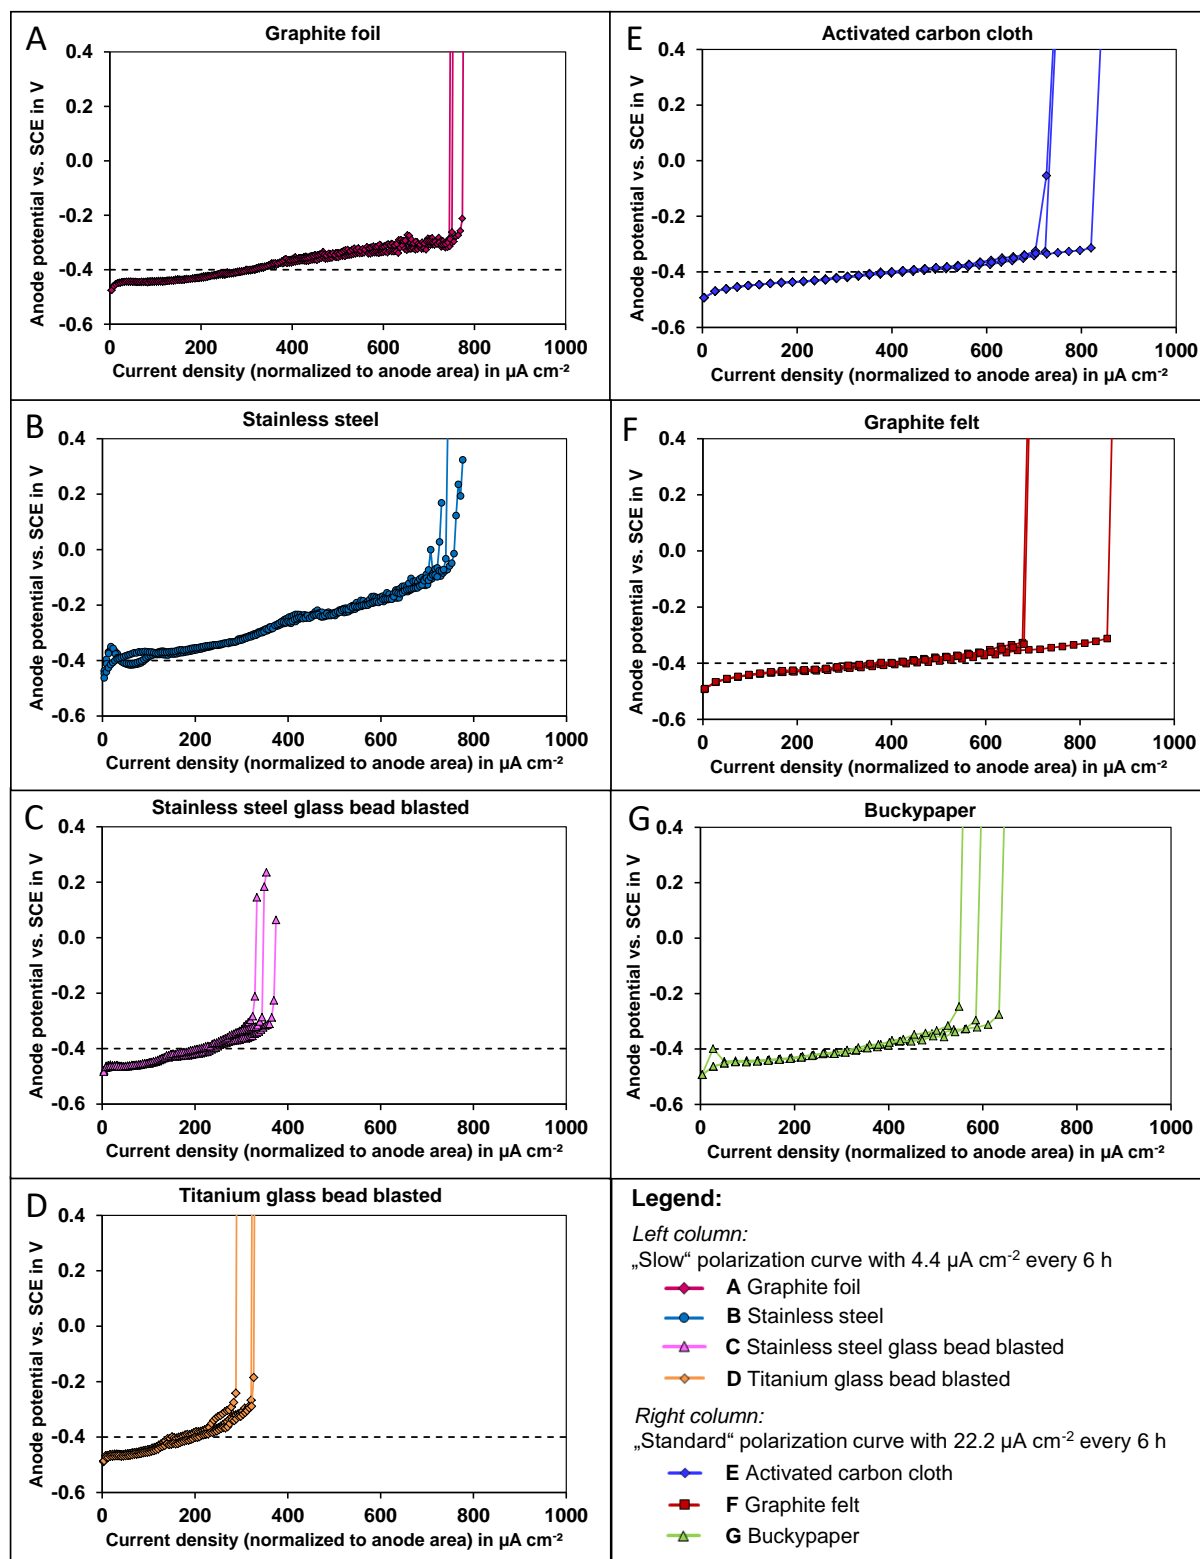 A
Graphite foil
0.4
0.2
0.0
-0.2
-0.4
-0.6
0
200
400
600
800
1000
Anode potential vs. SCE in V
Current density (normalized to anode area) in µA cm-²
E
Activated carbon cloth
0.4
0.2
0.0
-0.2
-0.4
-0.6
0
200
400
600
800
1000
Anode potential vs. SCE in V
Current density (normalized to anode area) in µA cm-²
B
Stainless steel
0.4
0.2
0.0
-0.2
-0.4
-0.6
0
200
400
600
800
1000
Anode potential vs. SCE in V
Current density (normalized to anode area) in µA cm-²
F
Graphite felt
0.4
0.2
0.0
-0.2
-0.4
-0.6
0
200
400
600
800
1000
Anode potential vs. SCE in V
Current density (normalized to anode area) in µA cm-²
C
Stainless steel glass bead blasted
0.4
0.2
0.0
-0.2
-0.4
-0.6
0
200
400
600
800
1000
Anode potential vs. SCE in V
Current density (normalized to anode area) in µA cm-²
G
Buckypaper
0.4
0.2
0.0
-0.2
-0.4
-0.6
0
200
400
600
800
1000
Anode potential vs. SCE in V
Current density (normalized to anode area) in µA cm-²
D
Titanium glass bead blasted
0.4
0.2
0.0
-0.2
-0.4
-0.6
0
200
400
600
800
1000
Anode potential vs. SCE in V
Current density (normalized to anode area) in µA cm-²
Legend:
Left column:
„Slow“ polarization curve with 4.4 µA cm-2 every 6 h
A Graphite foil
B Stainless steel
C Stainless steel glass bead blasted
D Titanium glass bead blasted
Right column:
„Standard“ polarization curve with 22.2 µA cm-2 every 6 h
E Activated carbon cloth
F Graphite felt
G Buckypaper